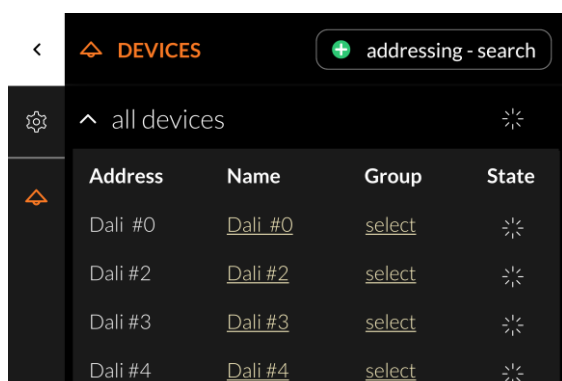 DEVICES addressing - search
all devices
Address Name Group State
Dali #0 Dali #0 select
Dali #2 Dali #2 select
Dali #3 Dali #3 select
Dali #4 Dali #4 select